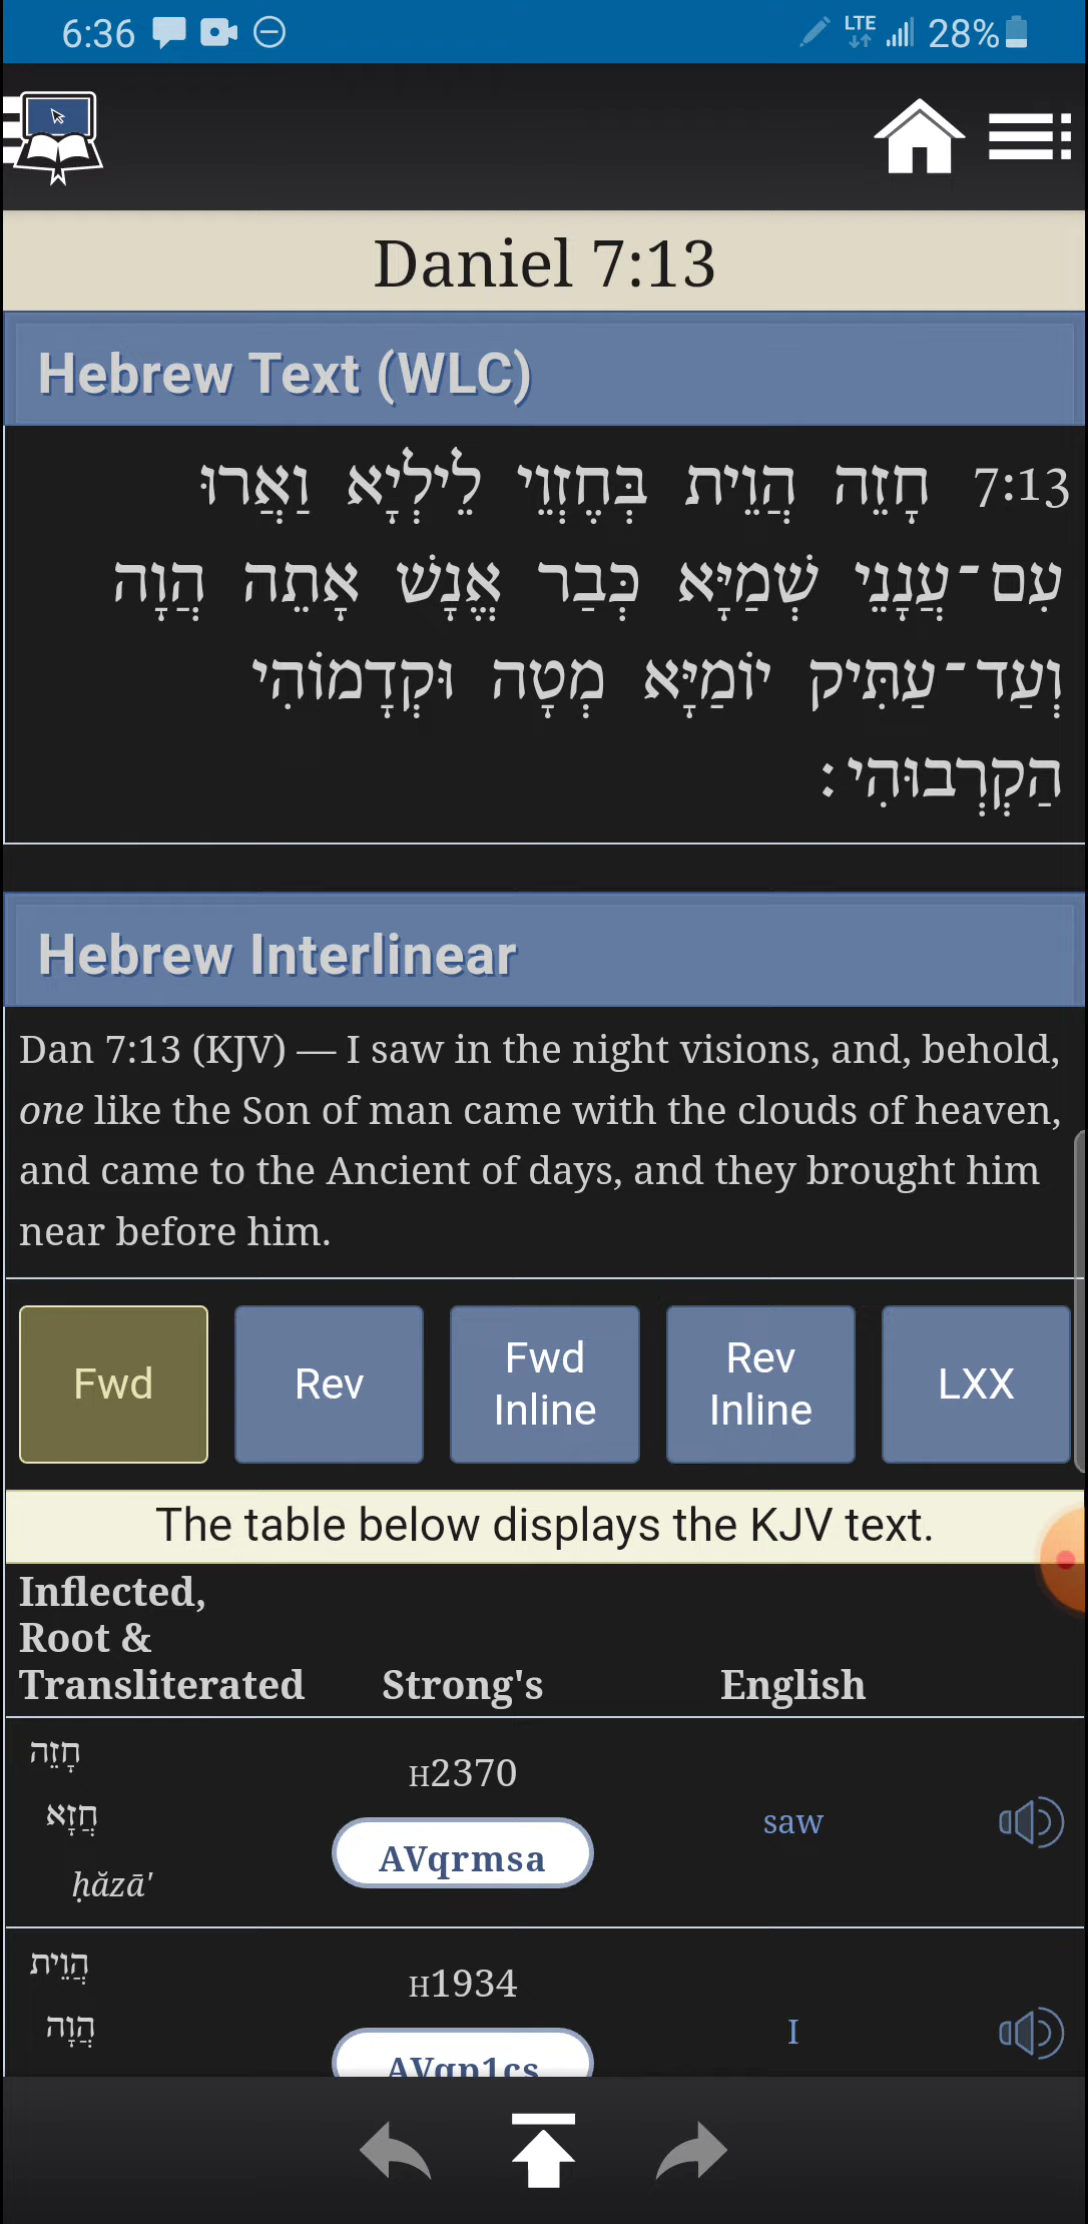 6:36
LTE
28%
Daniel 7:13
Hebrew Text (WLC)
7:13 חָזֵה הֲוֵית בְּחֶזְוֵי לֵילְיָא וַאֲרוּ
עִם־עֲנָנֵי שְׁמַיָּא כְּבַר אֱנָשׁ אָתֵה הֲוָה
וְעַד־עַתִּיק יוֹמַיָּא מְטָה וּקְדָמוֹהִי
הַקְרְבוּהִי׃
Hebrew Interlinear
Dan 7:13 (KJV) — I saw in the night visions, and, behold,
one like the Son of man came with the clouds of heaven,
and came to the Ancient of days, and they brought him
near before him.
Fwd
Rev
Fwd
Inline
Rev
Inline
LXX
The table below displays the KJV text.
Inflected,
Root &
Transliterated
Strong's
English
חָזֵה
חֲזָא
ḥăzā'
H2370
AVqrmsa
saw
הֲוֵית
הֲוָה
H1934
AVqp1cs
I